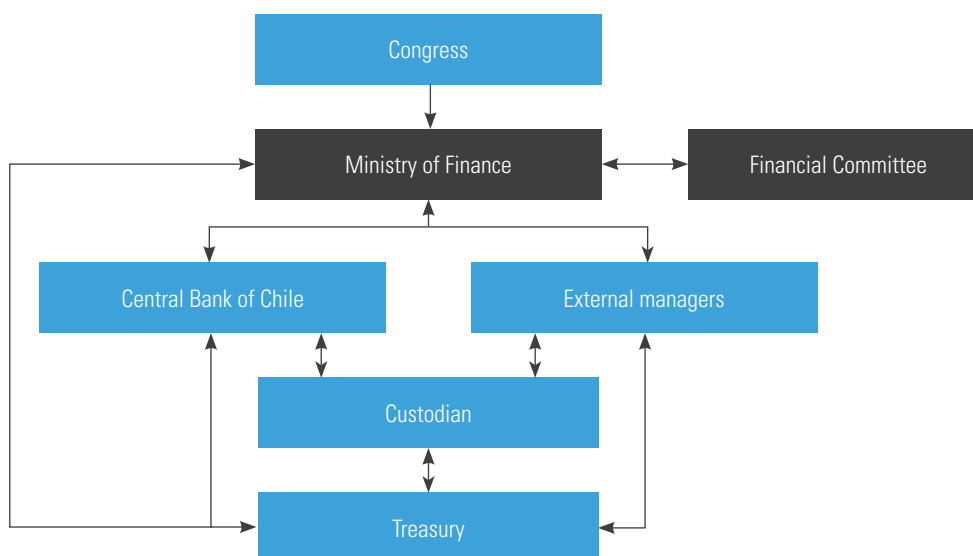 Congress
Ministry of Finance
Financial Committee
Central Bank of Chile
External managers
Custodian
Treasury